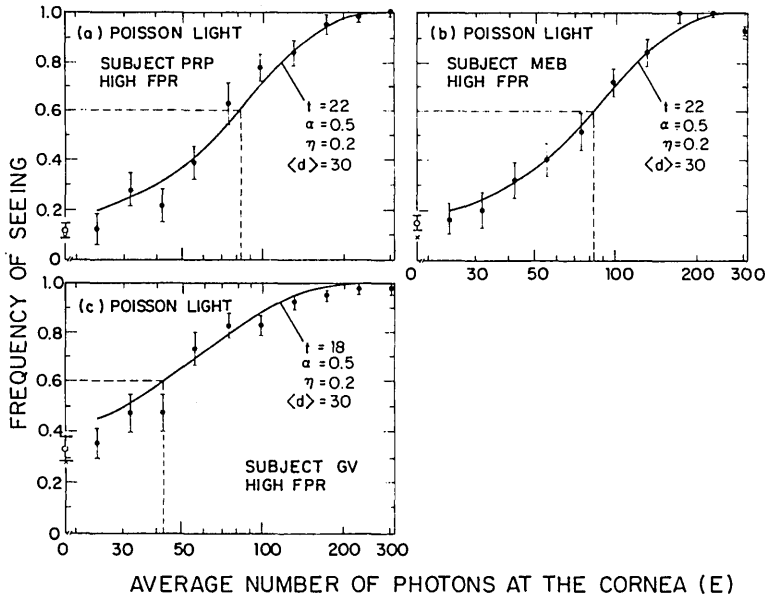 (a) POISSON LIGHT
SUBJECT PRP
HIGH FPR
t = 22
α = 0.5
η = 0.2
⟨d⟩ = 30
1.0
0.8
0.6
0.4
0.2
0
(b) POISSON LIGHT
SUBJECT MEB
HIGH FPR
t = 22
α = 0.5
η = 0.2
⟨d⟩ = 30
0 30 50 100 200 300
1.0
0.8
0.6
0.4
0.2
0
(c) POISSON LIGHT
t = 18
α = 0.5
η = 0.2
⟨d⟩ = 30
SUBJECT GV
HIGH FPR
0 30 50 100 200 300
FREQUENCY OF SEEING
AVERAGE NUMBER OF PHOTONS AT THE CORNEA (E)